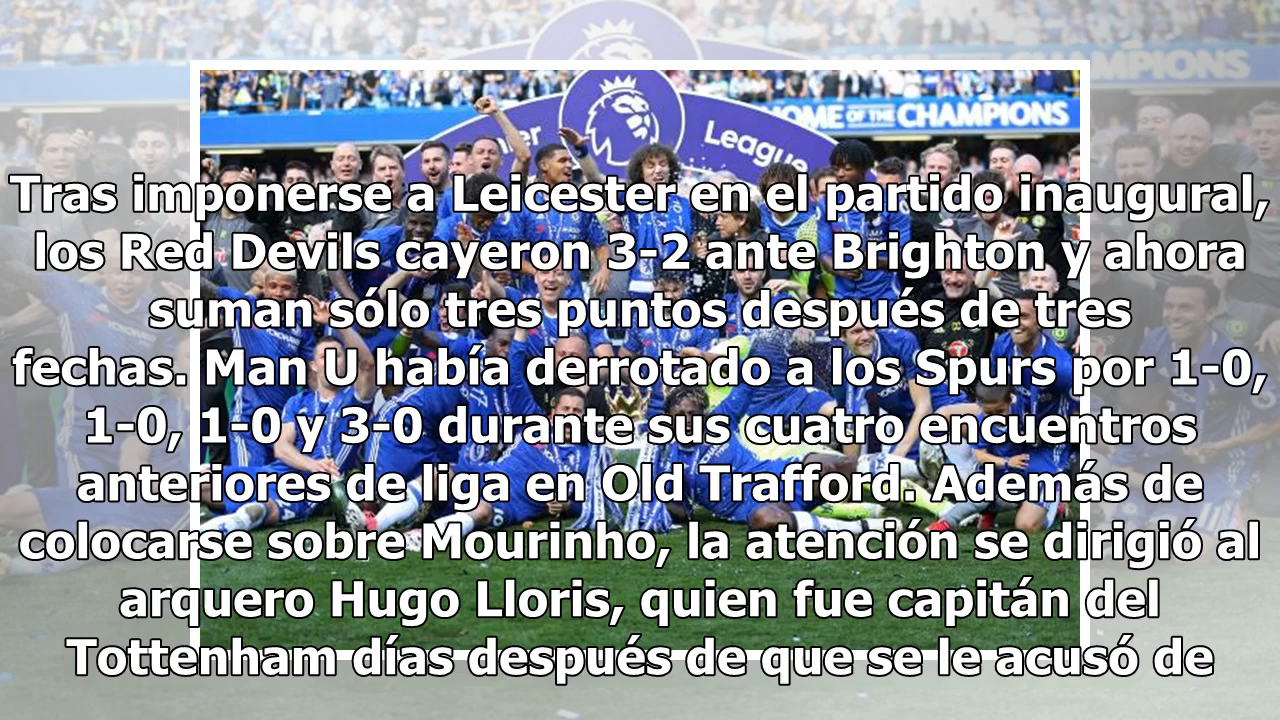 CHAMPIONS
HOME OF THE CHAMPIONS
Premier League
Tras imponerse a Leicester en el partido inaugural,
los Red Devils cayeron 3-2 ante Brighton y ahora
suman sólo tres puntos después de tres
fechas. Man U había derrotado a los Spurs por 1-0,
1-0, 1-0 y 3-0 durante sus cuatro encuentros
anteriores de liga en Old Trafford. Además de
colocarse sobre Mourinho, la atención se dirigió al
arquero Hugo Lloris, quien fue capitán del
Tottenham días después de que se le acusó de